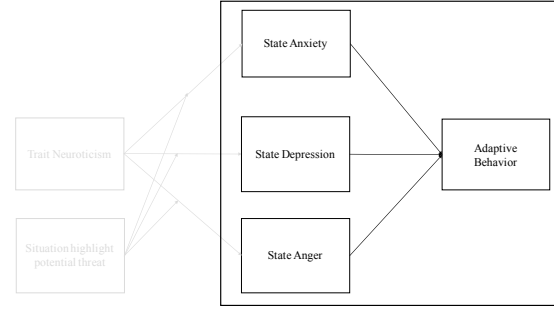 State Anxiety
Trait Neuroticism
State Depression
Adaptive
Behavior
Situation highlight
potential threat
State Anger